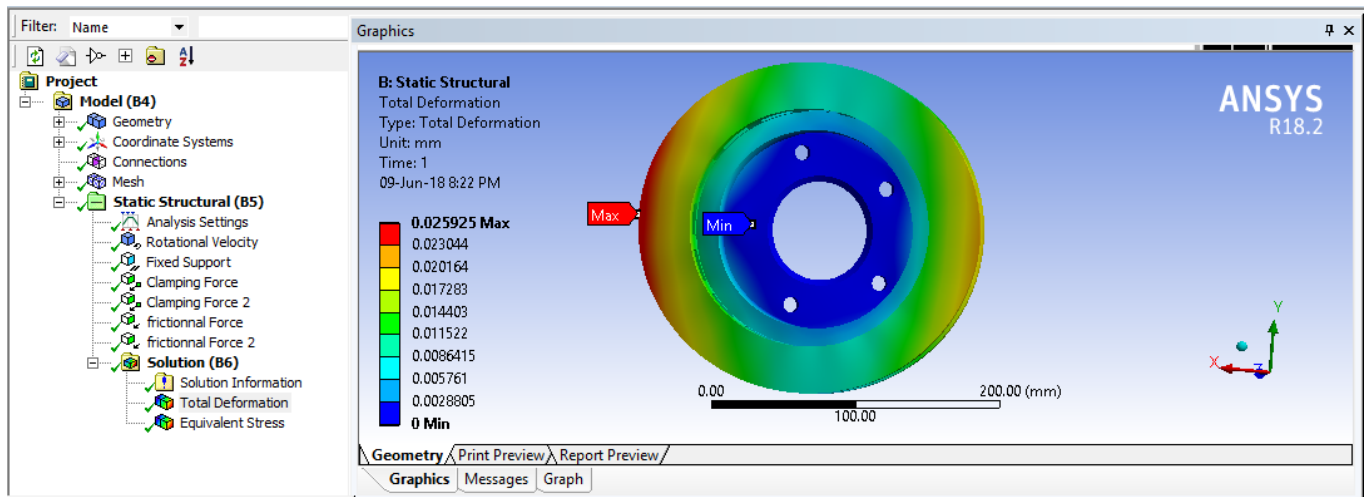 Filter: Name
Project
Model (B4)
Geometry
Coordinate Systems
Connections
Mesh
Static Structural (B5)
Analysis Settings
Rotational Velocity
Fixed Support
Clamping Force
Clamping Force 2
frictionnal Force
frictionnal Force 2
Solution (B6)
Solution Information
Total Deformation
Equivalent Stress
Graphics
B: Static Structural
Total Deformation
Type: Total Deformation
Unit: mm
Time: 1
09-Jun-18 8:22 PM
0.025925 Max
0.023044
0.020164
0.017283
0.014403
0.011522
0.0086415
0.005761
0.0028805
0 Min
Max
Min
ANSYS
R18.2
Y
X
Z
0.00
200.00 (mm)
100.00
Geometry Print Preview Report Preview
Graphics Messages Graph